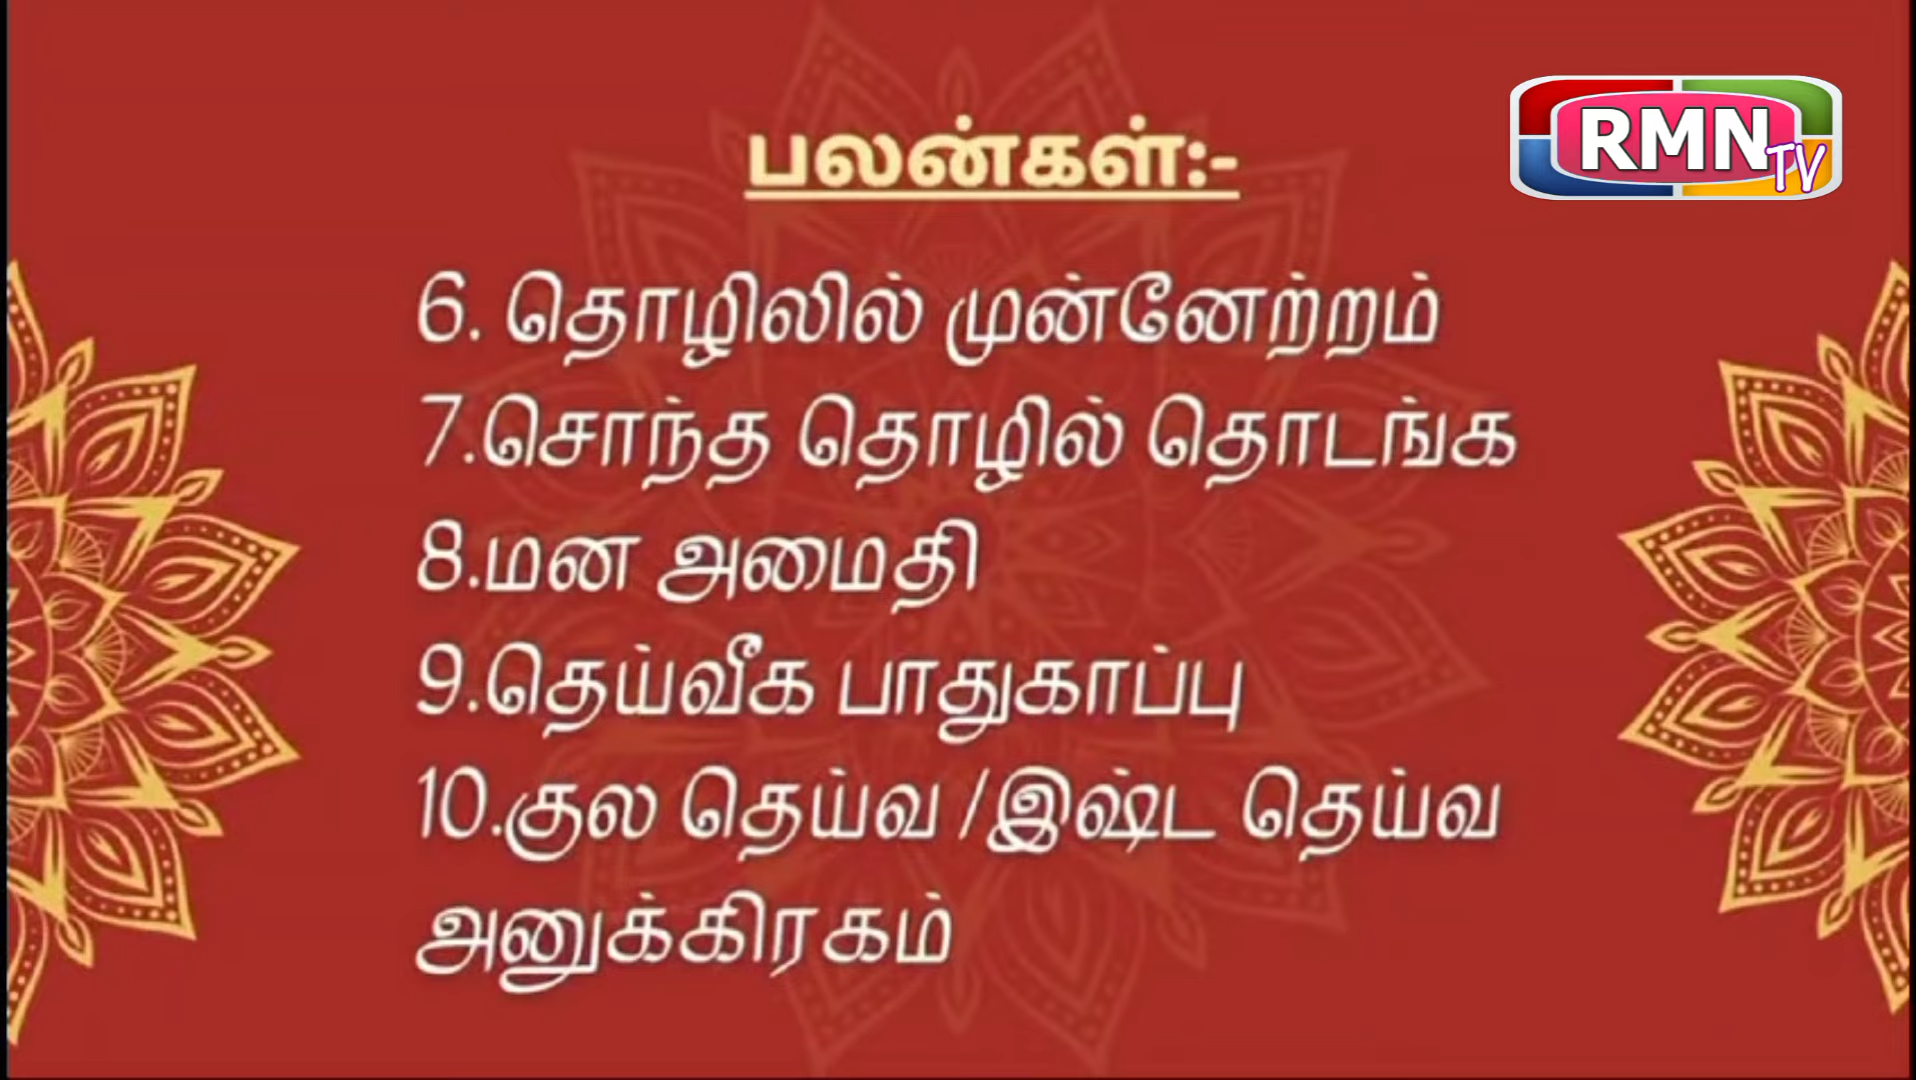 பலன்கள்:-
RMN TV
6. தொழிலில் முன்னேற்றம்
7.சொந்த தொழில் தொடங்க
8.மன அமைதி
9.தெய்வீக பாதுகாப்பு
10.குல தெய்வ /இஷ்ட தெய்வ
அனுக்கிரகம்